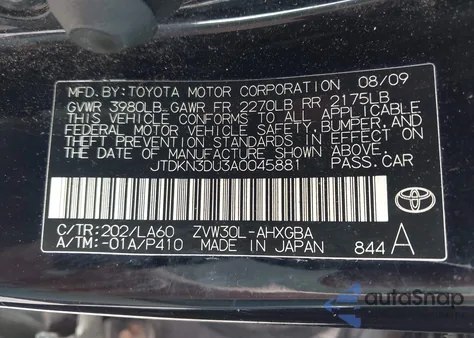 MFD. BY: TOYOTA MOTOR CORPORATION 08/09
GVWR 3980LB GAWR FR 2270LB RR 2175LB
THIS VEHICLE CONFORMS TO ALL APPLICABLE
FEDERAL MOTOR VEHICLE SAFETY, BUMPER, AND
THEFT PREVENTION STANDARDS IN EFFECT ON
THE DATE OF MANUFACTURE SHOWN ABOVE.
JTDKN3DU3A0045881 PASS. CAR
C/TR: 202/LA60 ZVW30L-AHXGBA
A/TM: -01A/P410 MADE IN JAPAN 844 A
TOYOTA
autoSnap